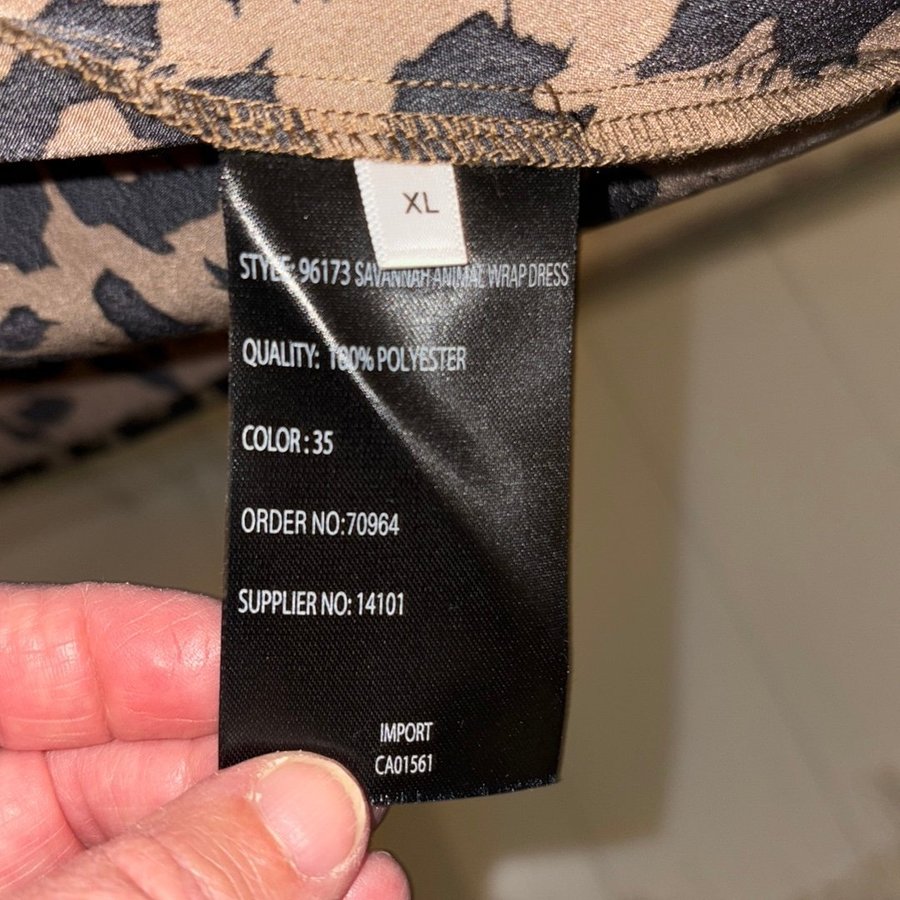 XL
STYLE: 96173 SAVANNAH ANIMAL WRAP DRESS
QUALITY: 100% POLYESTER
COLOR : 35
ORDER NO:70964
SUPPLIER NO: 14101
IMPORT
CA01561